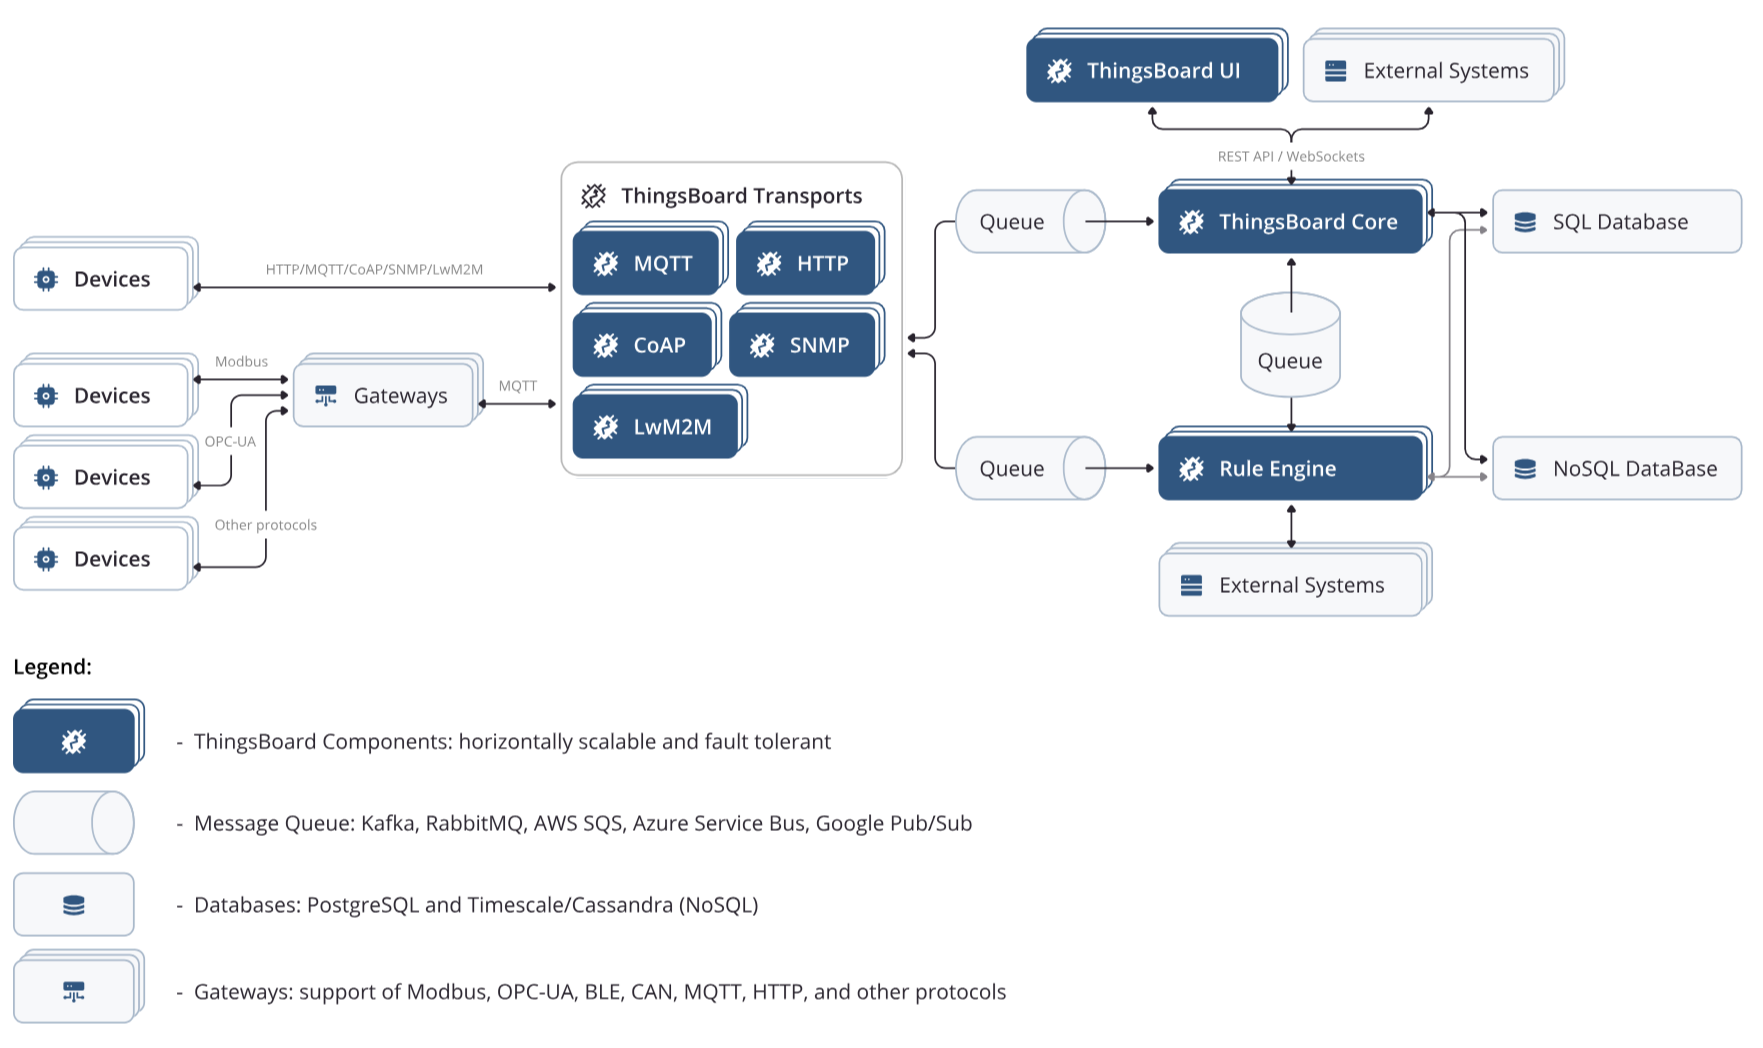 ThingsBoard UI
External Systems
REST API / WebSockets
ThingsBoard Transports
MQTT
HTTP
CoAP
SNMP
LwM2M
Queue
ThingsBoard Core
SQL Database
Devices
HTTP/MQTT/CoAP/SNMP/LwM2M
Devices
Modbus
Gateways
MQTT
OPC-UA
Devices
Other protocols
Devices
Queue
Queue
Rule Engine
NoSQL DataBase
External Systems
Legend:
- ThingsBoard Components: horizontally scalable and fault tolerant
- Message Queue: Kafka, RabbitMQ, AWS SQS, Azure Service Bus, Google Pub/Sub
- Databases: PostgreSQL and Timescale/Cassandra (NoSQL)
- Gateways: support of Modbus, OPC-UA, BLE, CAN, MQTT, HTTP, and other protocols